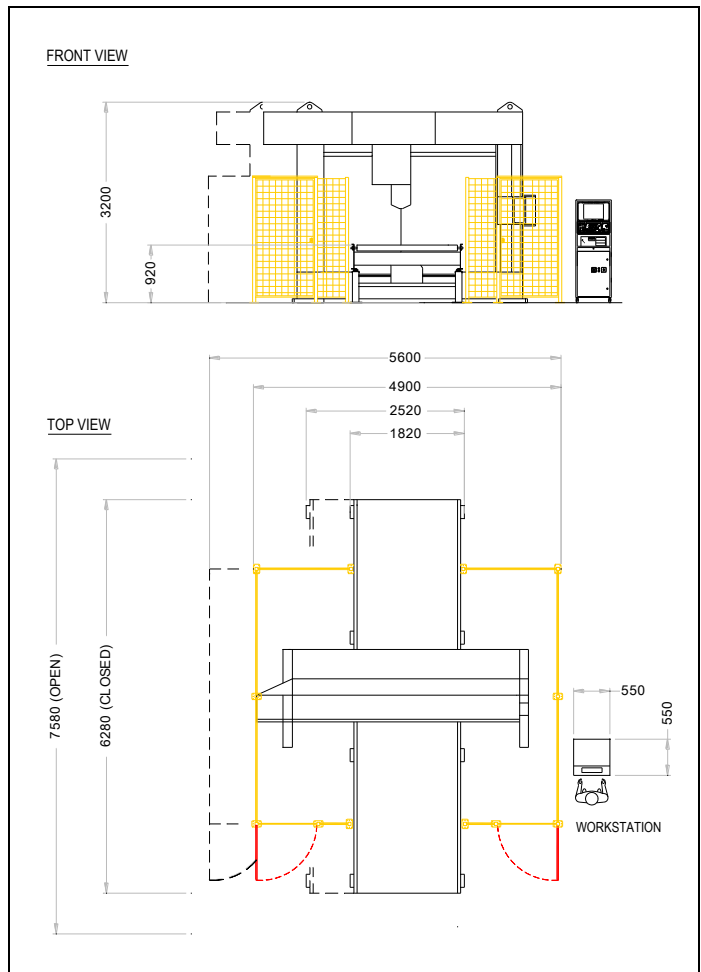 FRONT VIEW
3200
920
5600
4900
2520
1820
TOP VIEW
7580 (OPEN)
6280 (CLOSED)
550
550
WORKSTATION